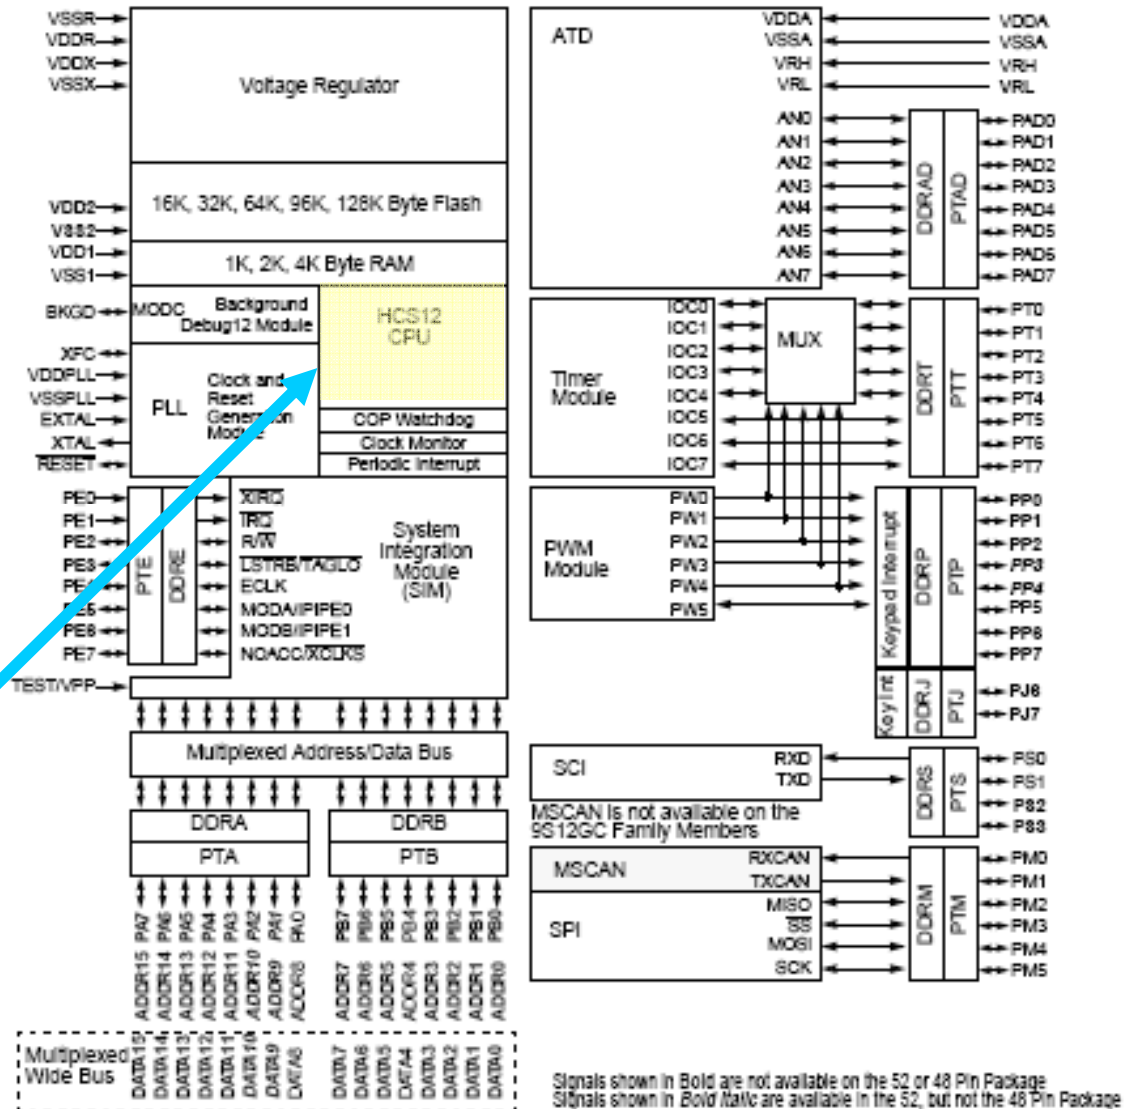 VSSR
VDDR
VDDX
VSSX
Voltage Regulator
VDD2
VSS2
16K, 32K, 64K, 96K, 128K Byte Flash
VDD1
VSS1
1K, 2K, 4K Byte RAM
BKGD
MODC
Background
Debug12 Module
HCS12
CPU
XFC
VDDPLL
VSSPLL
EXTAL
XTAL
RESET
PLL
Clock and
Reset
Generation
Module
COP Watchdog
Clock Monitor
Periodic Interrupt
PE0
PE1
PE2
PE3
PE4
PE5
PE6
PE7
TEST/VPP
PTE
DDRE
XIRQ
IRQ
R/W
LSTRB/TAGLO
ECLK
MODA/IPIPE0
MODB/IPIPE1
NOACC/XCLKS
System
Integration
Module
(SIM)
Multiplexed Address/Data Bus
DDRA
DDRB
PTA
PTB
PA7
PA6
PA5
PA4
PA3
PA2
PA1
PA0
PB7
PB6
PB5
PB4
PB3
PB2
PB1
PB0
ADDR15
ADDR14
ADDR13
ADDR12
ADDR11
ADDR10
ADDR9
ADDR8
ADDR7
ADDR6
ADDR5
ADDR4
ADDR3
ADDR2
ADDR1
ADDR0
Multiplexed
Wide Bus
DATA15
DATA14
DATA13
DATA12
DATA11
DATA10
DATA9
DATA8
DATA7
DATA6
DATA5
DATA4
DATA3
DATA2
DATA1
DATA0
ATD
VDDA
VSSA
VRH
VRL
VDDA
VSSA
VRH
VRL
AN0
AN1
AN2
AN3
AN4
AN5
AN6
AN7
DDRAD
PTAD
PAD0
PAD1
PAD2
PAD3
PAD4
PAD5
PAD6
PAD7
Timer
Module
IOC0
IOC1
IOC2
IOC3
IOC4
IOC5
IOC6
IOC7
MUX
DDRT
PTT
PT0
PT1
PT2
PT3
PT4
PT5
PT6
PT7
PWM
Module
PW0
PW1
PW2
PW3
PW4
PW5
Keypad Interrupt
DDRP
PTP
PP0
PP1
PP2
PP3
PP4
PP5
PP6
PP7
Key Int
DDRJ
PTJ
PJ6
PJ7
SCI
RXD
TXD
DDRS
PTS
PS0
PS1
PS2
PS3
MSCAN is not available on the
9S12GC Family Members
MSCAN
RXCAN
TXCAN
SPI
MISO
SS
MOSI
SCK
DDRM
PTM
PM0
PM1
PM2
PM3
PM4
PM5
Signals shown in Bold are not available on the 52 or 48 Pin Package
Signals shown in Bold Italic are available in the 52, but not the 48 Pin Package